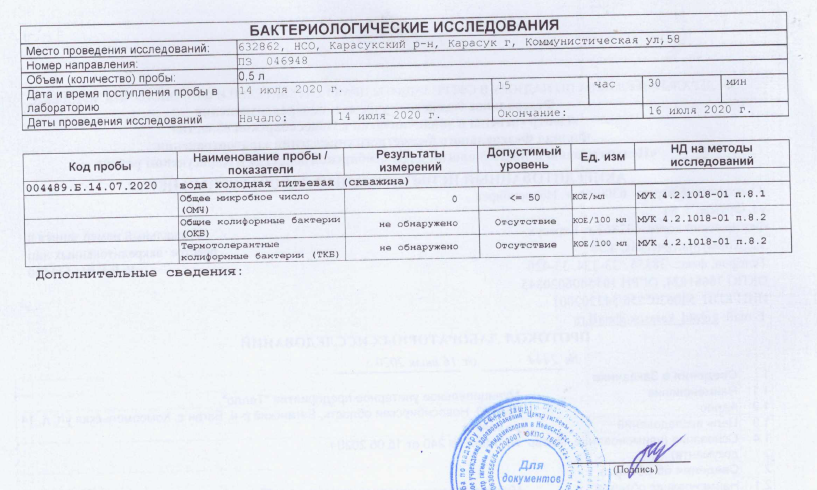 БАКТЕРИОЛОГИЧЕСКИЕ ИССЛЕДОВАНИЯ
Место проведения исследований: 632862, НСО, Карасукский р-н, Карасук г, Коммунистическая ул,58
Номер направления: ПЗ 046948
Объем (количество) пробы: 0,5 л
Дата и время поступления пробы в лабораторию 14 июля 2020 г. 15 час 30 мин
Даты проведения исследований Начало: 14 июля 2020 г. Окончание: 16 июля 2020 г.
Код пробы Наименование пробы / показатели Результаты измерений Допустимый уровень Ед. изм НД на методы исследований
004489.Б.14.07.2020 вода холодная питьевая (скважина)
Общее микробное число (ОМЧ) 0 <= 50 КОЕ/мл МУК 4.2.1018-01 п.8.1
Общие колиформные бактерии (ОКБ) не обнаружено Отсутствие КОЕ/100 мл МУК 4.2.1018-01 п.8.2
Термотолерантные колиформные бактерии (ТКБ) не обнаружено Отсутствие КОЕ/100 мл МУК 4.2.1018-01 п.8.2
Дополнительные сведения:
Для
документов
(Подпись)